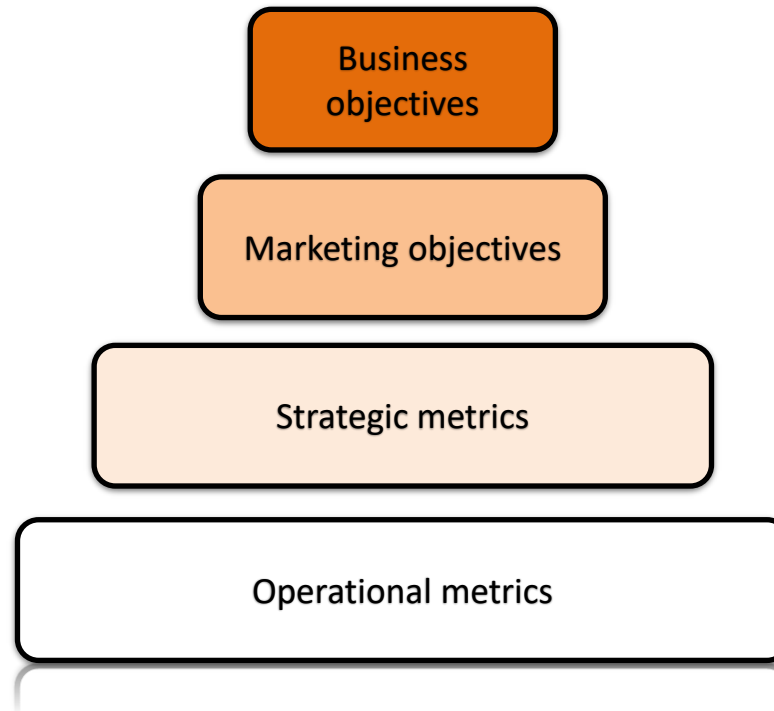 Business
objectives
Marketing objectives
Strategic metrics
Operational metrics